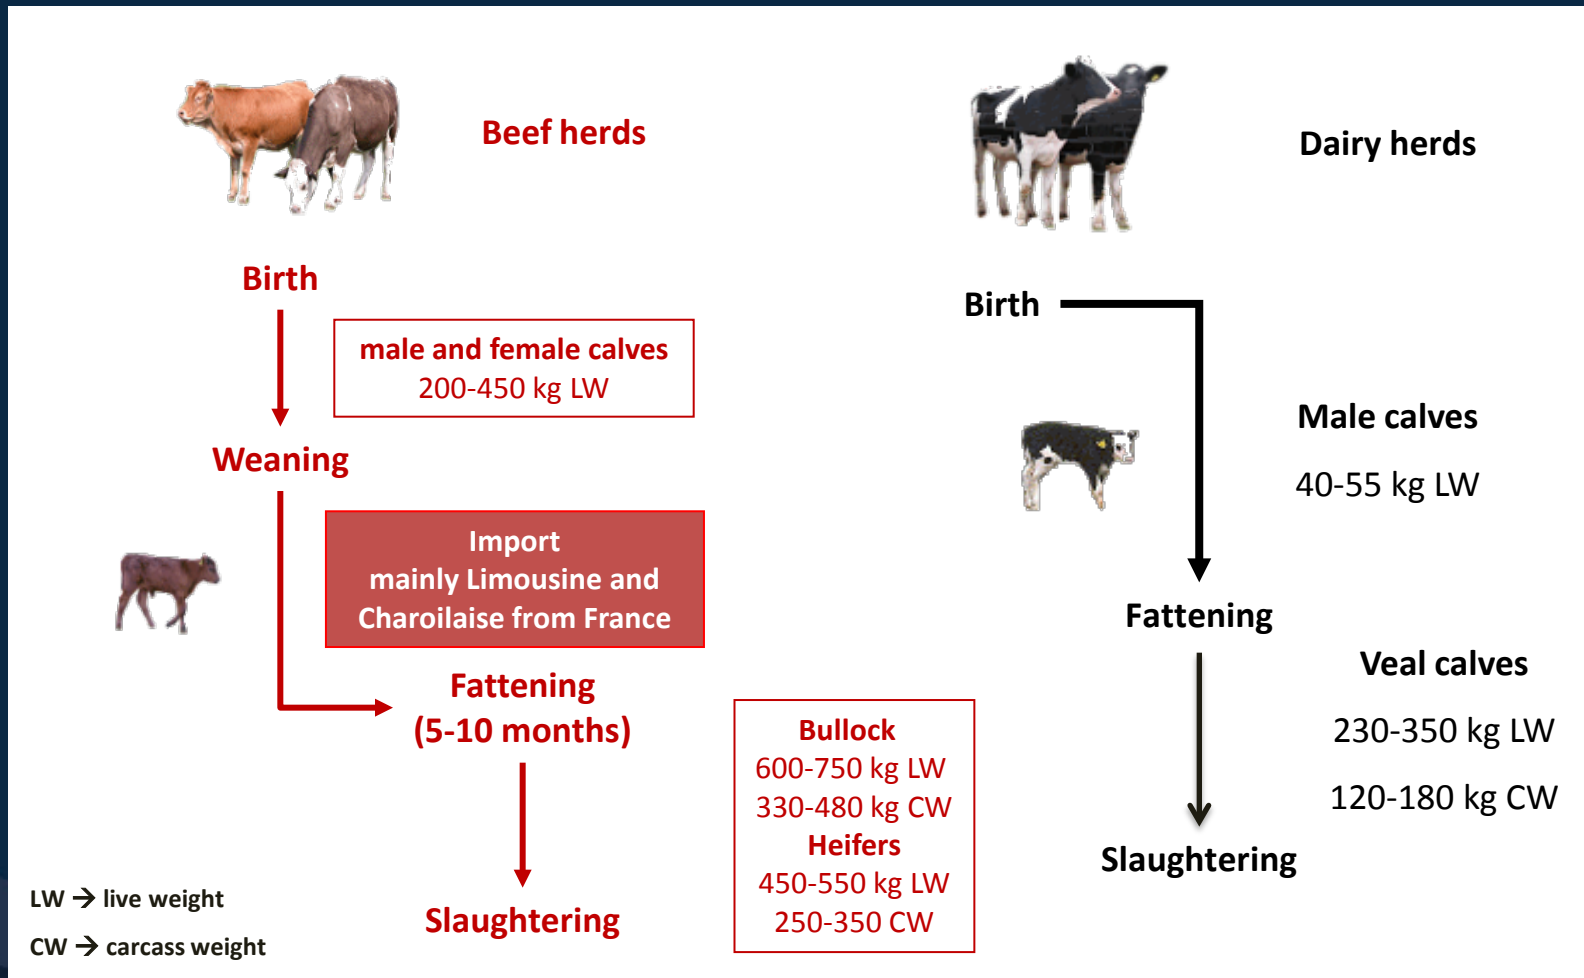 Beef herds
Birth
male and female calves
200-450 kg LW
Weaning
Import
mainly Limousine and
Charoilaise from France
Fattening
(5-10 months)
Bullock
600-750 kg LW
330-480 kg CW
Heifers
450-550 kg LW
250-350 CW
Slaughtering
LW → live weight
CW → carcass weight
Dairy herds
Birth
Male calves
40-55 kg LW
Fattening
Veal calves
230-350 kg LW
120-180 kg CW
Slaughtering